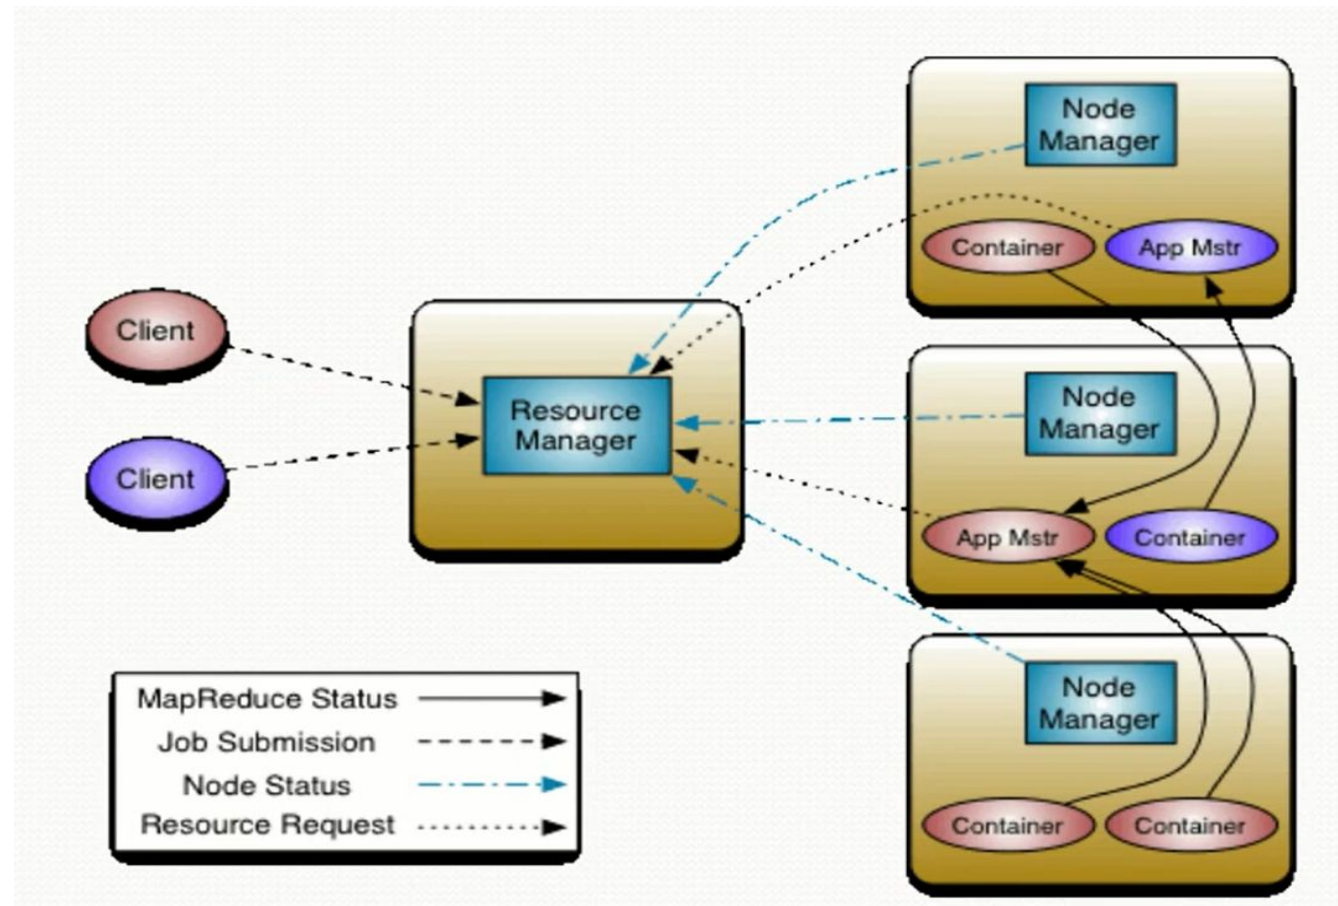 Node
Manager
Container
App Mstr
Client
Resource
Manager
Client
Node
Manager
App Mstr
Container
Node
Manager
Container
Container
MapReduce Status
Job Submission
Node Status
Resource Request